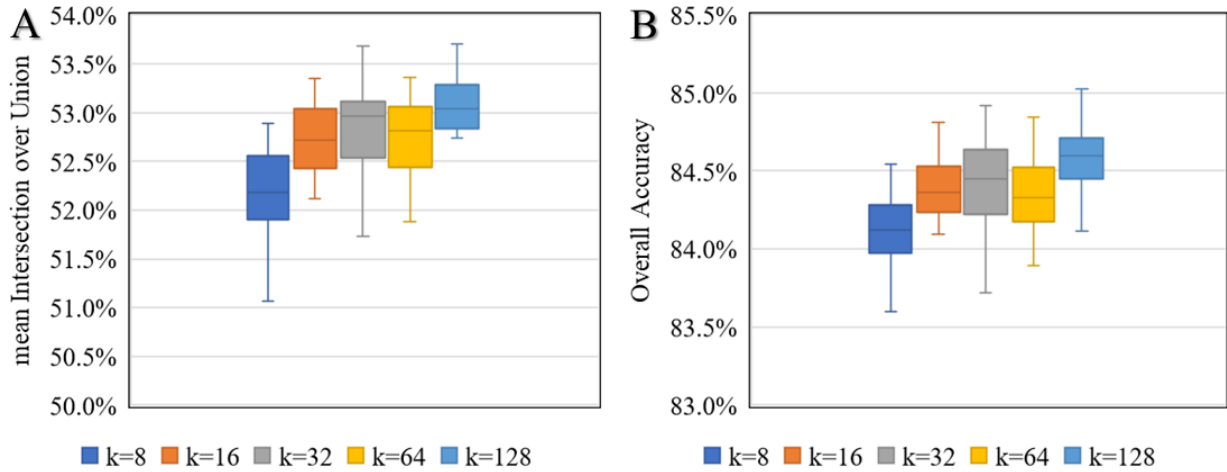 A
mean Intersection over Union
54.0%
53.5%
53.0%
52.5%
52.0%
51.5%
51.0%
50.5%
50.0%
k=8 k=16 k=32 k=64 k=128
B
Overall Accuracy
85.5%
85.0%
84.5%
84.0%
83.5%
83.0%
k=8 k=16 k=32 k=64 k=128